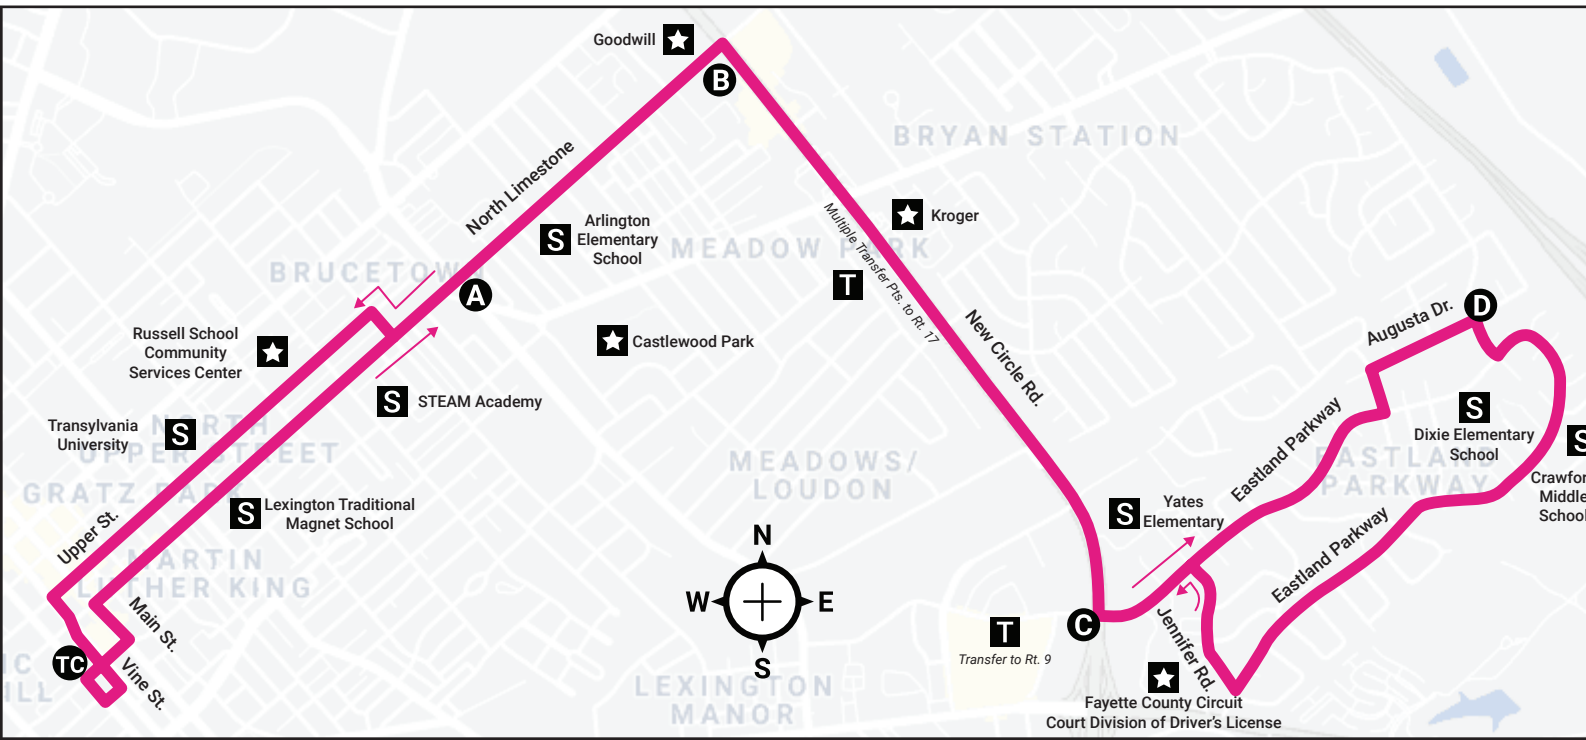 Goodwill
B
BRYAN STATION
North Limestone
Multiple Transfer Pts. to Rt. 17
Kroger
S
Arlington
Elementary
School
MEADOW PARK
BRUCETOWN
A
T
New Circle Rd.
Augusta Dr.
D
Russell School
Community
Services Center
Castlewood Park
S
STEAM Academy
Transylvania
University
S
NORTH
UPPER STREET
GRATZ PARK
S
Lexington Traditional
Magnet School
Upper St.
MARTIN
LUTHER KING
Main St.
Vine St.
TC
IC
ILL
MEADOWS/
LOUDON
N
W
E
S
LEXINGTON
MANOR
S
Yates
Elementary
Eastland Parkway
S
Dixie Elementary
School
EASTLAND
PARKWAY
S
Crawfor
Middle
School
Eastland Parkway
C
T
Transfer to Rt. 9
Jennifer Rd.
Fayette County Circuit
Court Division of Driver's License